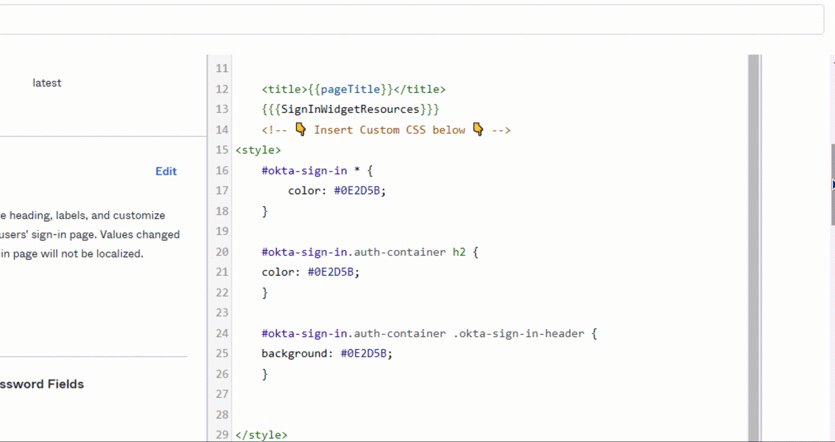 latest
Edit
e heading, labels, and customize
users' sign-in page. Values changed
in page will not be localized.
ssword Fields
11
12 <title>{{pageTitle}}</title>
13 {{{SignInWidgetResources}}}
14 <!-- 👇 Insert Custom CSS below 👇 -->
15 <style>
16 #okta-sign-in * {
17 color: #0E2D5B;
18 }
19
20 #okta-sign-in.auth-container h2 {
21 color: #0E2D5B;
22 }
23
24 #okta-sign-in.auth-container .okta-sign-in-header {
25 background: #0E2D5B;
26 }
27
28
29 </style>